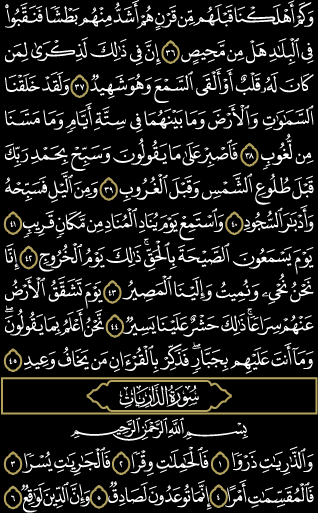 وَكَمْ أَهْلَكْنَا قَبْلَهُم مِّن قَرْنٍ هُمْ أَشَدُّ مِنْهُم بَطْشًا فَنَقَّبُوا۟
فِى ٱلْبِلَـٰدِ هَلْ مِن مَّحِيصٍ ٣٦ إِنَّ فِى ذَٰلِكَ لَذِكْرَىٰ لِمَن
كَانَ لَهُۥ قَلْبٌ أَوْ أَلْقَى ٱلسَّمْعَ وَهُوَ شَهِيدٌ ٣٧ وَلَقَدْ خَلَقْنَا
ٱلسَّمَـٰوَٰتِ وَٱلْأَرْضَ وَمَا بَيْنَهُمَا فِى سِتَّةِ أَيَّامٍ وَمَا مَسَّنَا
مِن لُّغُوبٍ ٣٨ فَٱصْبِرْ عَلَىٰ مَا يَقُولُونَ وَسَبِّحْ بِحَمْدِ رَبِّكَ
قَبْلَ طُلُوعِ ٱلشَّمْسِ وَقَبْلَ ٱلْغُرُوبِ ٣٩ وَمِنَ ٱلَّيْلِ فَسَبِّحْهُ
وَأَدْبَـٰرَ ٱلسُّجُودِ ٤٠ وَٱسْتَمِعْ يَوْمَ يُنَادِ ٱلْمُنَادِ مِن مَّكَانٍ قَرِيبٍ ٤١
يَوْمَ يَسْمَعُونَ ٱلصَّيْحَةَ بِٱلْحَقِّ ۚ ذَٰلِكَ يَوْمُ ٱلْخُرُوجِ ٤٢ إِنَّا
نَحْنُ نُحْىِۦ وَنُمِيتُ وَإِلَيْنَا ٱلْمَصِيرُ ٤٣ يَوْمَ تَشَقَّقُ ٱلْأَرْضُ
عَنْهُمْ سِرَاعًا ۚ ذَٰلِكَ حَشْرٌ عَلَيْنَا يَسِيرٌ ٤٤ نَّحْنُ أَعْلَمُ بِمَا يَقُولُونَ ۖ
وَمَآ أَنتَ عَلَيْهِم بِجَبَّارٍ ۖ فَذَكِّرْ بِٱلْقُرْءَانِ مَن يَخَافُ وَعِيدِ ٤٥
سُورَةُ الذَّارِيَاتِ
بِسْمِ ٱللَّهِ ٱلرَّحْمَـٰنِ ٱلرَّحِيمِ
وَٱلذَّٰرِيَـٰتِ ذَرْوًا ١ فَٱلْحَـٰمِلَـٰتِ وِقْرًا ٢ فَٱلْجَـٰرِيَـٰتِ يُسْرًا ٣
فَٱلْمُقَسِّمَـٰتِ أَمْرًا ٤ إِنَّمَا تُوعَدُونَ لَصَادِقٌ ٥ وَإِنَّ ٱلدِّينَ لَوَٰقِعٌ ٦